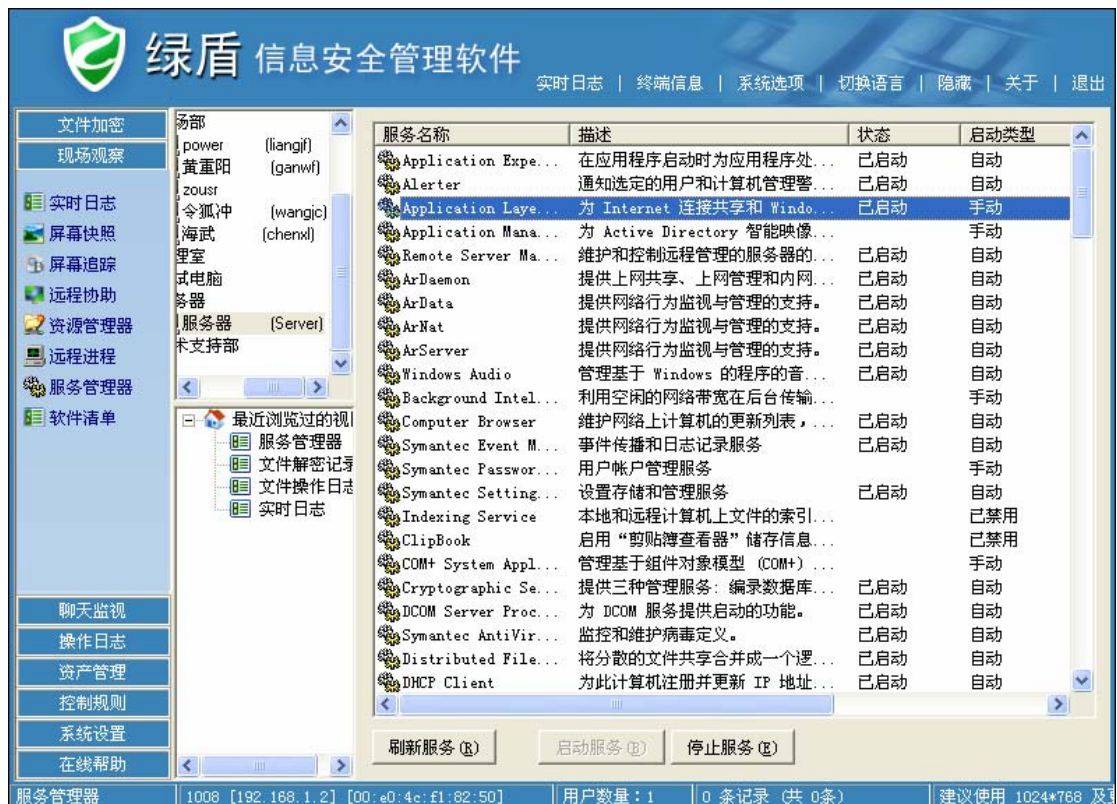 绿盾 信息安全管理软件
实时日志 | 终端信息 | 系统选项 | 切换语言 | 隐藏 | 关于 | 退出
文件加密
现场观察
实时日志
屏幕快照
屏幕追踪
远程协助
资源管理器
远程进程
服务管理器
软件清单
聊天监视
操作日志
资产管理
控制规则
系统设置
在线帮助
场部
power (liangjf)
黄重阳 (ganwf)
zousr
令狐冲 (wangjc)
海武 (chenxl)
理室
试电脑
务器
服务器 (Server)
术支持部
最近浏览过的视
服务管理器
文件解密记录
文件操作日志
实时日志
服务名称 描述 状态 启动类型
Application Expe... 在应用程序启动时为应用程序处... 已启动 自动
Alerter 通知选定的用户和计算机管理警... 已启动 自动
Application Laye... 为 Internet 连接共享和 Windo... 已启动 手动
Application Mana... 为 Active Directory 智能映像... 手动
Remote Server Ma... 维护和控制远程管理的服务器的... 已启动 自动
ArDaemon 提供上网共享、上网管理和内网... 已启动 自动
ArData 提供网络行为监视与管理的支持。 已启动 自动
ArNat 提供网络行为监视与管理的支持。 已启动 自动
ArServer 提供网络行为监视与管理的支持。 已启动 自动
Windows Audio 管理基于 Windows 的程序的音... 已启动 自动
Background Intel... 利用空闲的网络带宽在后台传输... 手动
Computer Browser 维护网络上计算机的更新列表，... 已启动 自动
Symantec Event M... 事件传播和日志记录服务 已启动 自动
Symantec Passwor... 用户帐户管理服务 手动
Symantec Setting... 设置存储和管理服务 已启动 自动
Indexing Service 本地和远程计算机上文件的索引... 已禁用
ClipBook 启用“剪贴簿查看器”储存信息... 已禁用
COM+ System Appl... 管理基于组件对象模型 (COM+) ... 手动
Cryptographic Se... 提供三种管理服务: 编录数据库... 已启动 自动
DCOM Server Proc... 为 DCOM 服务提供启动的功能。 已启动 自动
Symantec AntiVir... 监控和维护病毒定义。 已启动 自动
Distributed File... 将分散的文件共享合并成一个逻... 已启动 自动
DHCP Client 为此计算机注册并更新 IP 地址... 已启动 自动
刷新服务(R) 启动服务(B) 停止服务(E)
服务管理器 1008 [192.168.1.2] [00:e0:4c:f1:82:50] 用户数量：1 0 条记录 (共 0条) 建议使用 1024*768 及